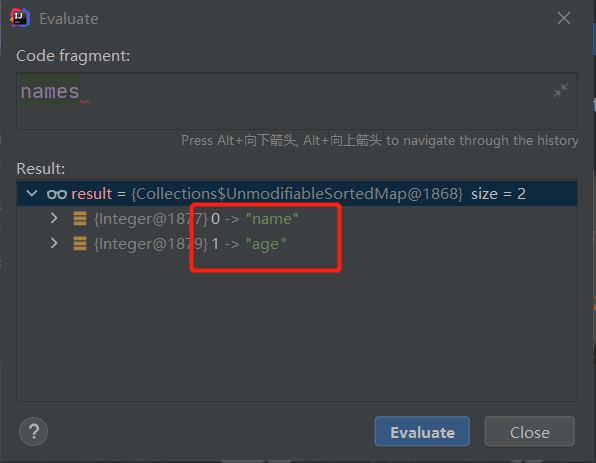 Evaluate
Code fragment:
names
Press Alt+向下箭头, Alt+向上箭头 to navigate through the history
Result:
result = {Collections$UnmodifiableSortedMap@1868} size = 2
{Integer@1877} 0 -> "name"
{Integer@1879} 1 -> "age"
?
Evaluate
Close